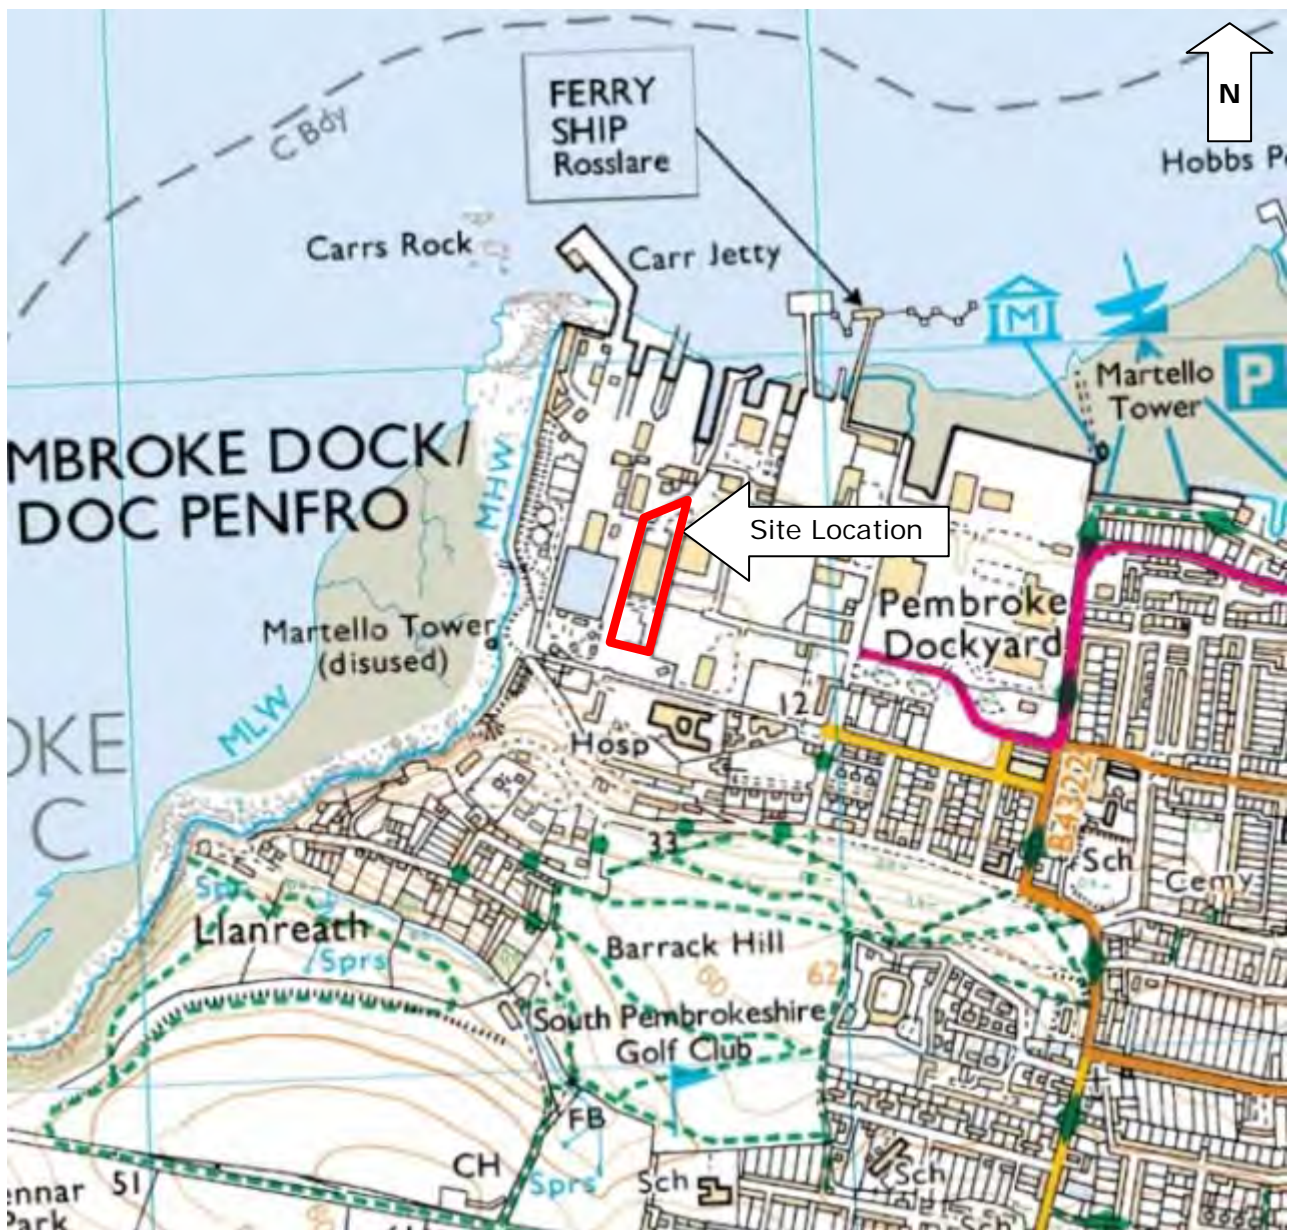 N
C Bdy
FERRY
SHIP
Rosslare
Hobbs
Carrs Rock
Carr Jetty
M
Martello
Tower
P
MBROKE DOCK/
DOC PENFRO
MHW
Site Location
Pembroke
Dockyard
Martello Tower
(disused)
MLW
12
OKE
C
Hosp
B4322
33
Sch
Cemy
Spr
Llanreath
Sprs
Barrack Hill
60
62
South Pembrokeshire
Golf Club
FB
CH
Sprs
Sch
Sch
Sch
ennar
Park
51